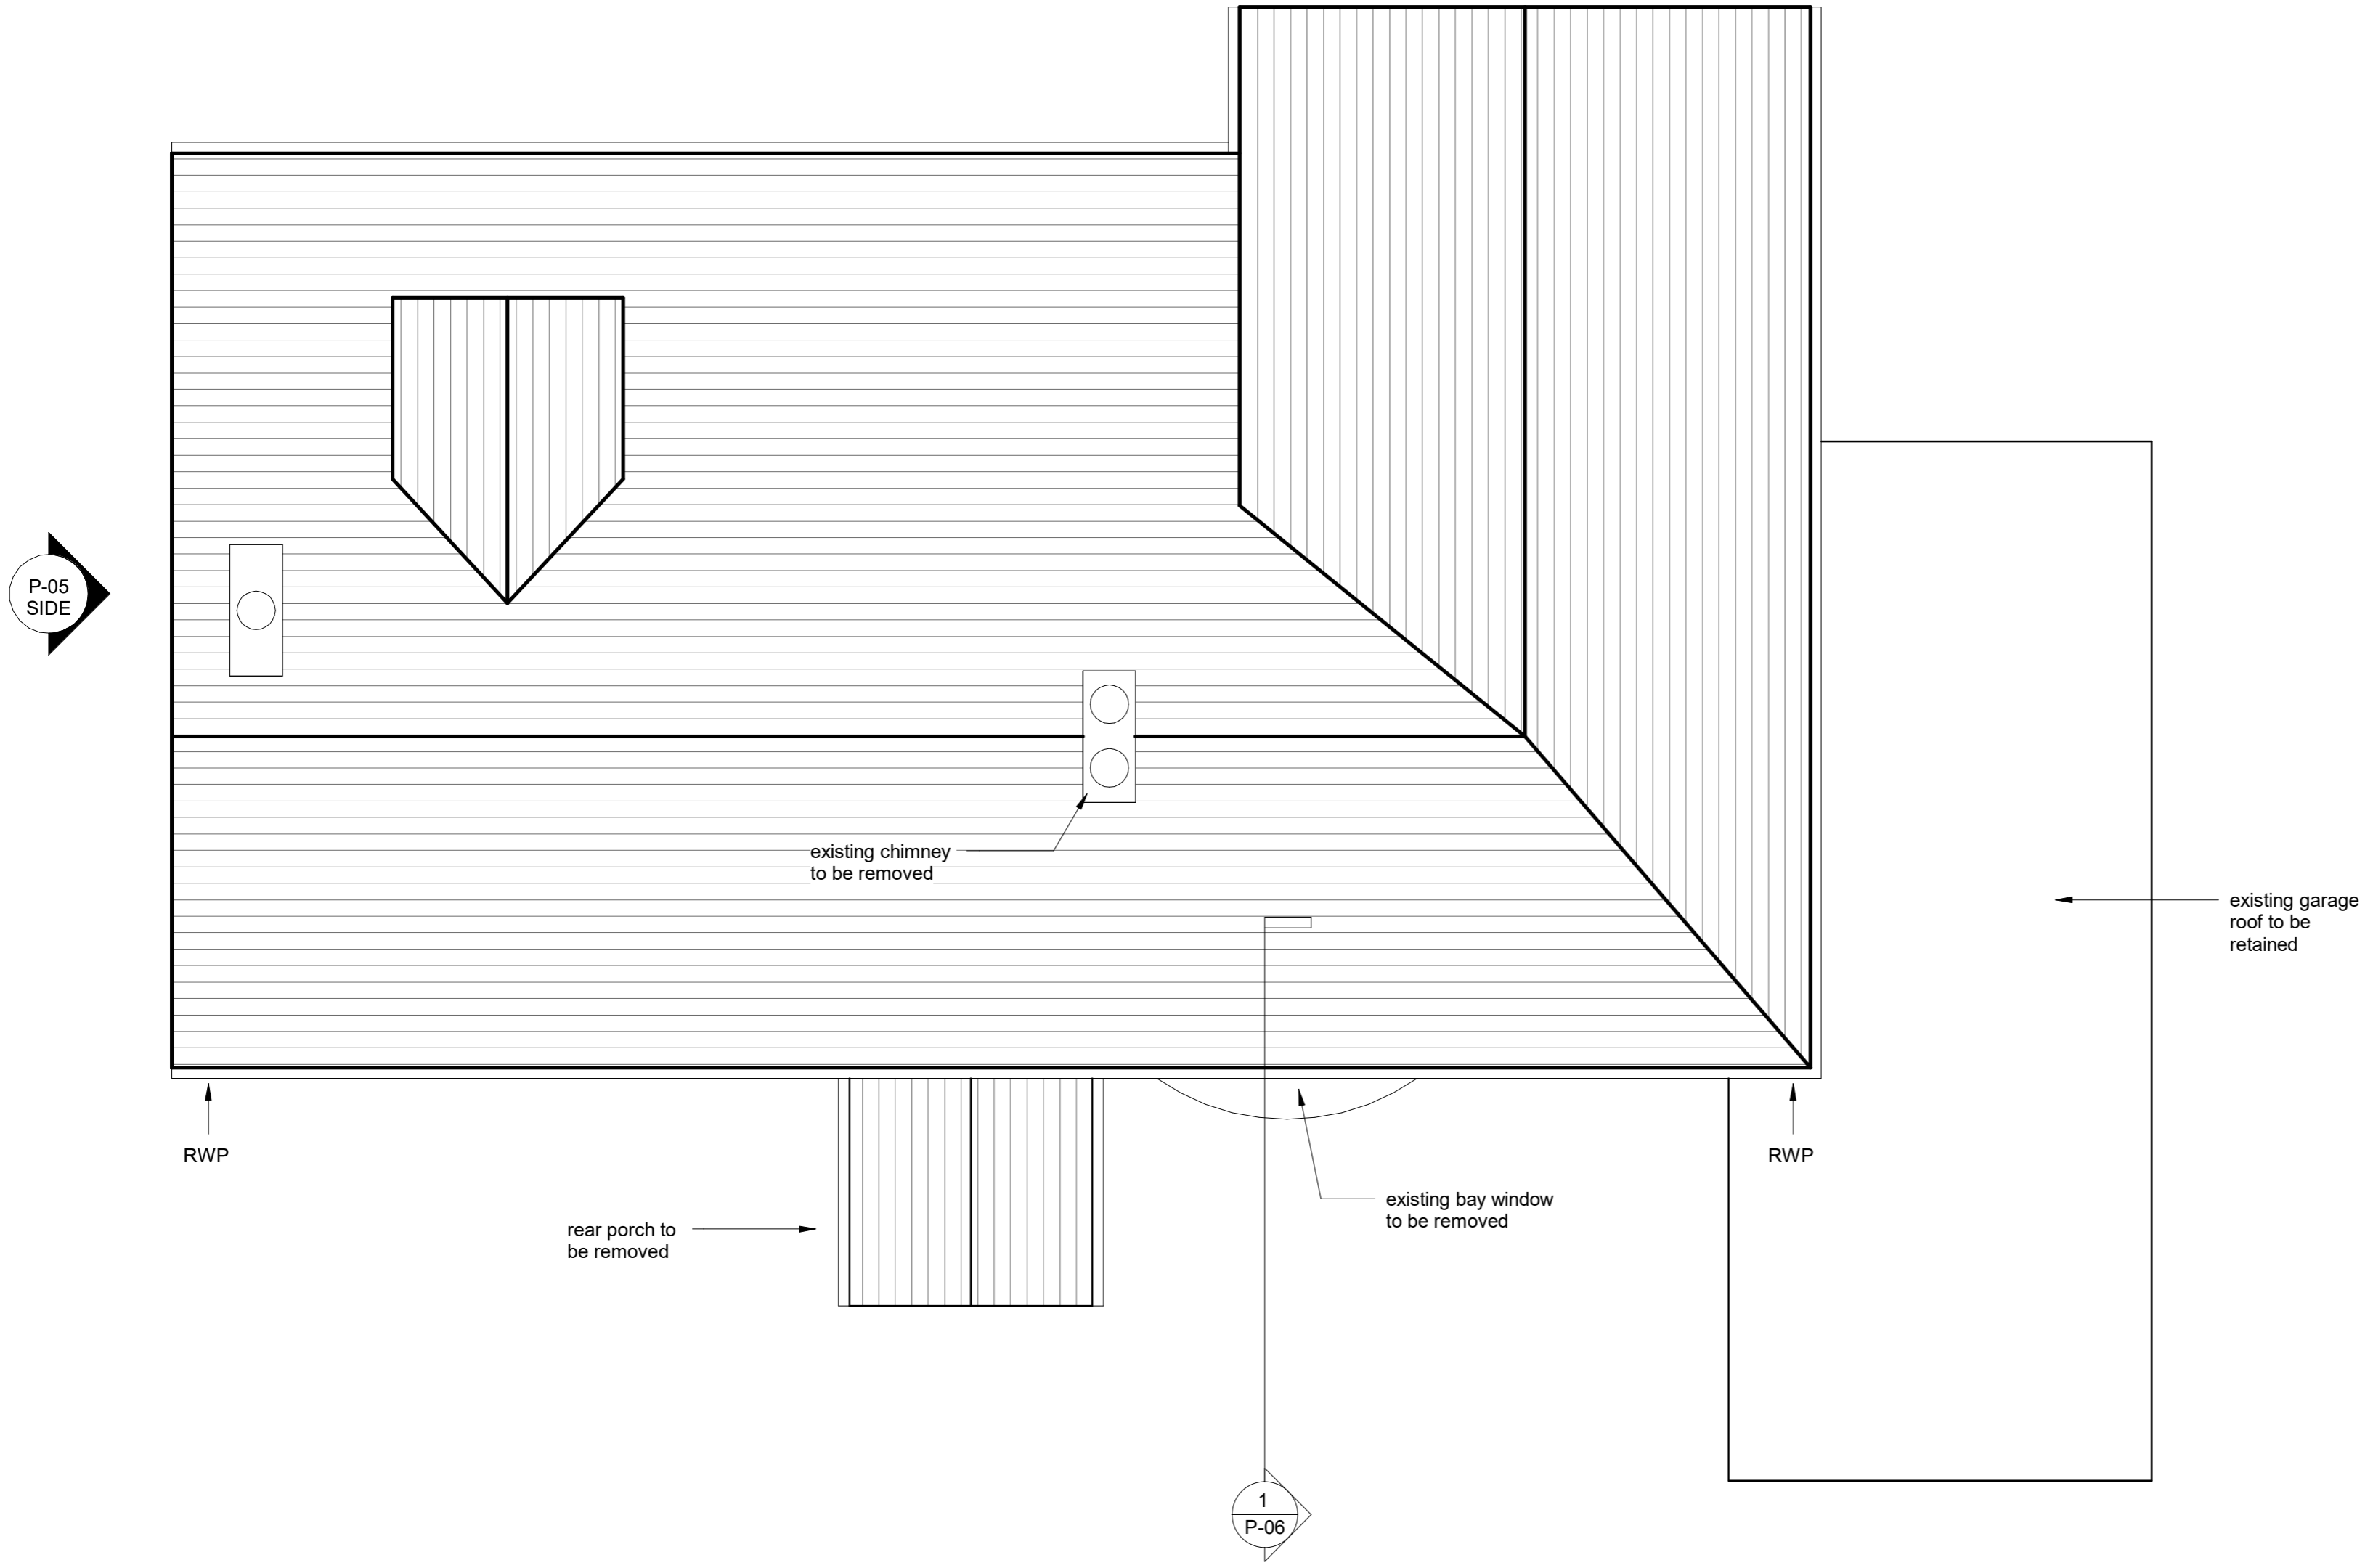 P-05
SIDE
existing chimney
to be removed
existing garage
roof to be
retained
RWP
RWP
existing bay window
to be removed
rear porch to
be removed
1
P-06